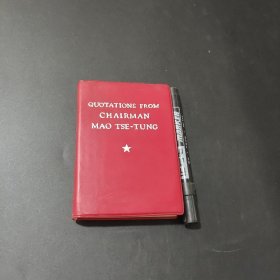 QUOTATIONS FROM
CHAIRMAN
MAO TSE-TUNG